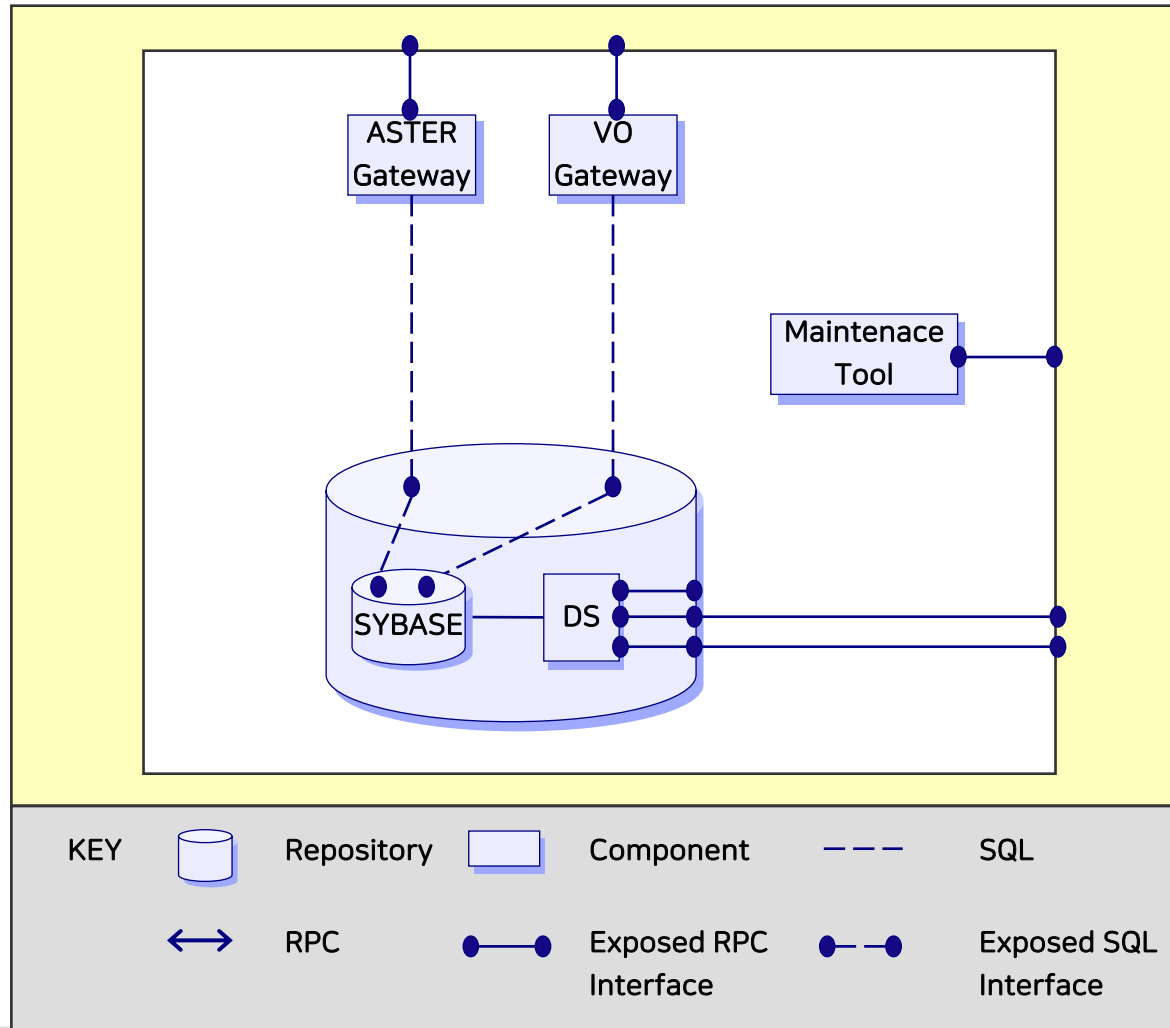 ASTER
Gateway
VO
Gateway
Maintenace
Tool
SYBASE
DS
KEY
Repository
Component
SQL
RPC
Exposed RPC
Interface
Exposed SQL
Interface